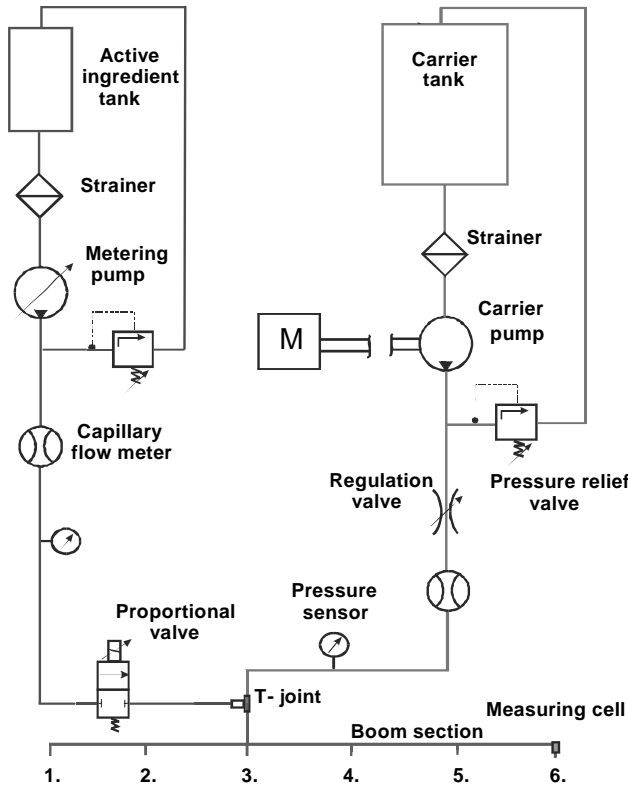 Active
ingredient
tank
Carrier
tank
Strainer
Strainer
Metering
pump
Carrier
pump
M
Capillary
flow meter
Regulation
valve
Pressure relief
valve
Pressure
sensor
Proportional
valve
T- joint
Measuring cell
Boom section
1. 2. 3. 4. 5. 6.